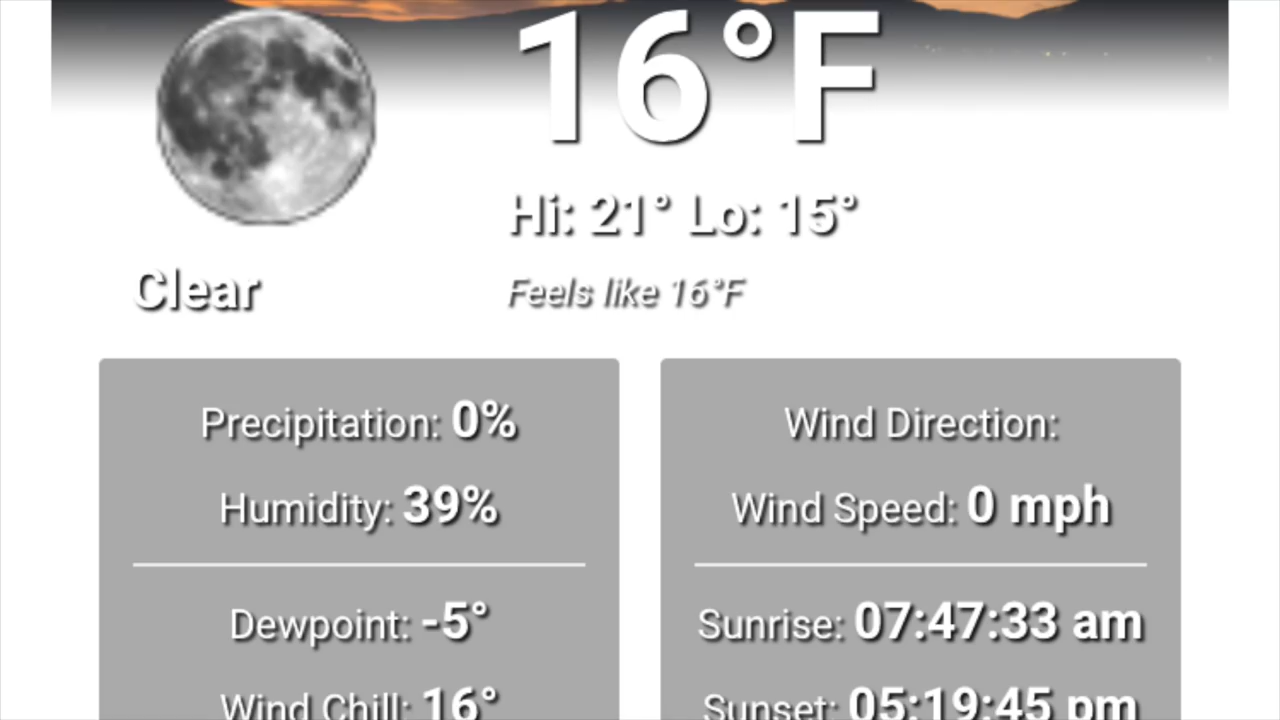 16°F
Hi: 21° Lo: 15°
Clear
Feels like 16°F
Precipitation: 0%
Humidity: 39%
Dewpoint: -5°
Wind Chill: 16°
Wind Direction:
Wind Speed: 0 mph
Sunrise: 07:47:33 am
Sunset: 05:19:45 pm